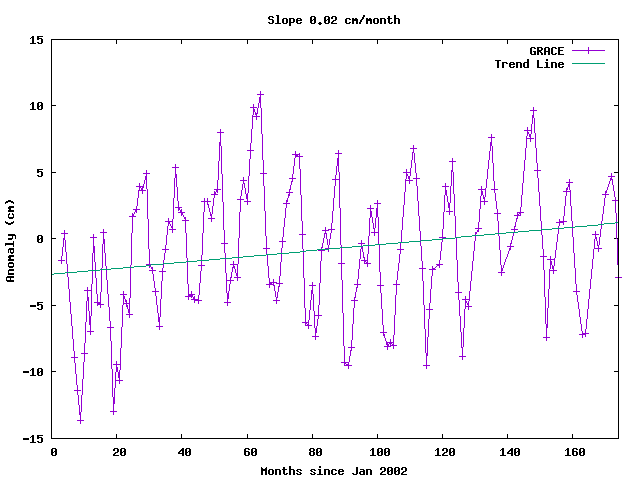 Slope 0.02 cm/month
15
10
5
0
-5
-10
-15
Anomaly (cm)
GRACE
Trend Line
0 20 40 60 80 100 120 140 160
Months since Jan 2002